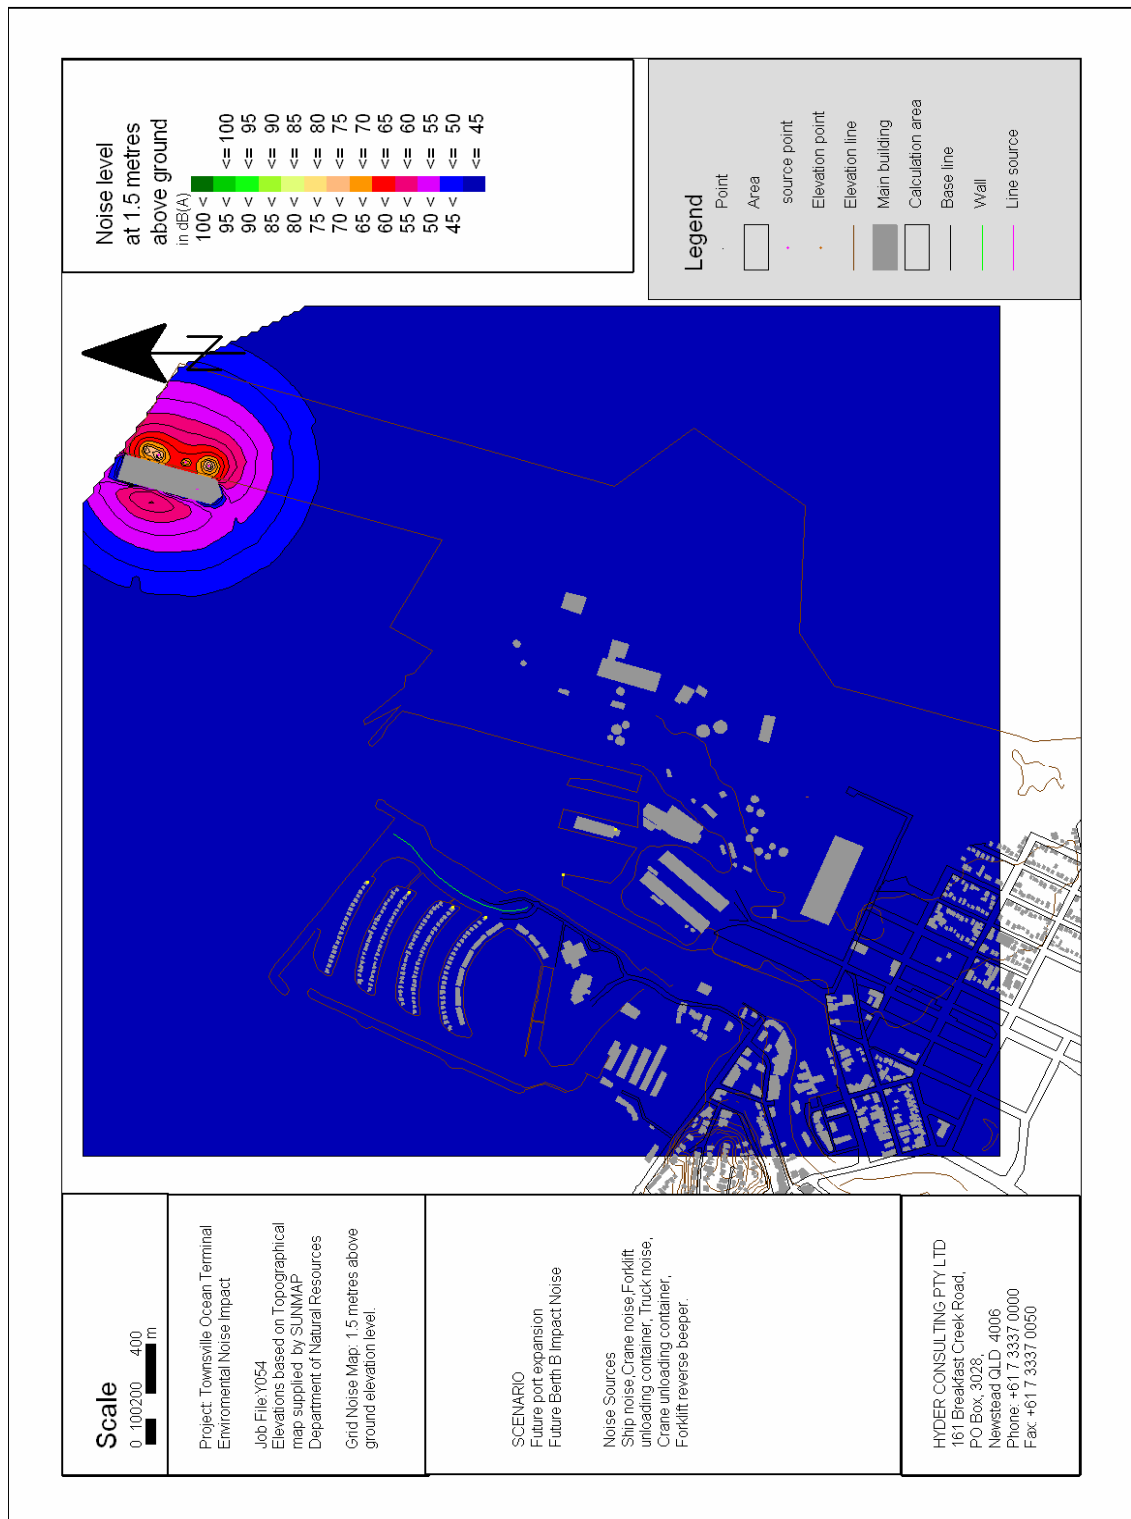 Noise level
at 1.5 metres
above ground
in dB(A)
100 <
95 < <= 100
90 < <= 95
85 < <= 90
80 < <= 85
75 < <= 80
70 < <= 75
65 < <= 70
60 < <= 65
55 < <= 60
50 < <= 55
45 < <= 50
<= 45
Legend
Point
Area
source point
Elevation point
Elevation line
Main building
Calculation area
Base line
Wall
Line source
N
Scale
0 100200 400
m
Project: Townsville Ocean Terminal
Enviromental Noise Impact
Job File:Y054
Elevations based on Topographical
map supplied by SUNMAP
Department of Natural Resources
Grid Noise Map: 1.5 metres above
ground elevation level.
SCENARIO
Future port expansion
Future Berth B Impact Noise
Noise Sources
Ship noise,Crane noise,Forklift
unloading container, Truck noise,
Crane unloading container,
Forklift reverse beeper.
HYDER CONSULTING PTY LTD
161 Breakfast Creek Road,
PO Box, 3028,
Newstead QLD 4006
Phone: +61 7 3337 0000
Fax: +61 7 3337 0050